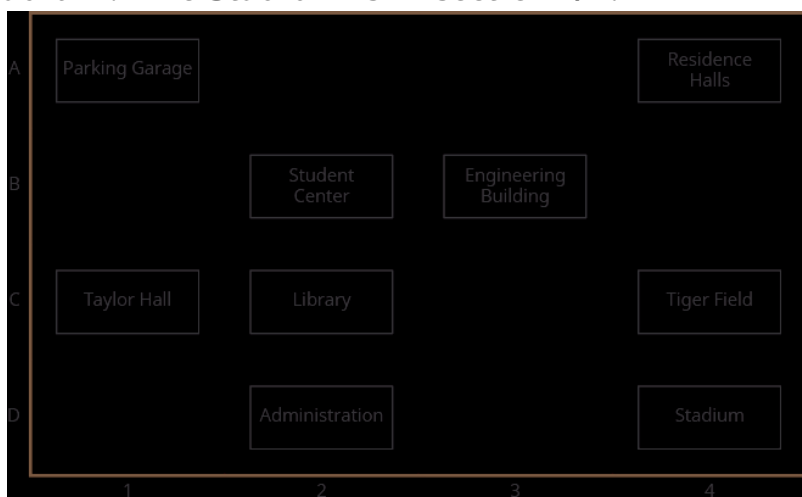 A Parking Garage Residence
Halls
B Student Engineering
Center Building
C Taylor Hall Library Tiger Field
D Administration Stadium
1 2 3 4